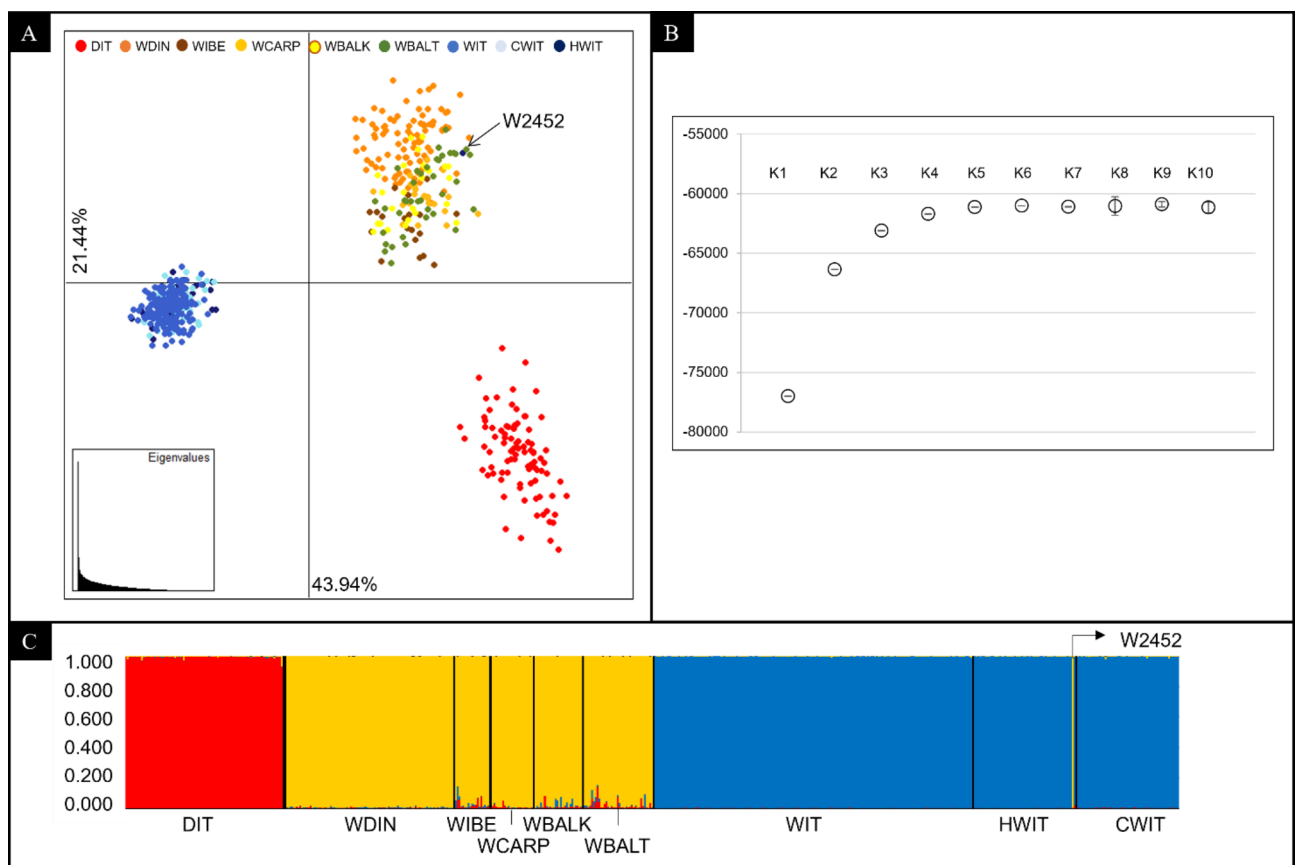 A
DIT WDIN WIBE WCARP WBALK WBALT WIT CWIT HWIT
W2452
21.44%
43.94%
Eigenvalues
B
-55000
-60000
-65000
-70000
-75000
-80000
K1 K2 K3 K4 K5 K6 K7 K8 K9 K10
C
W2452
1.000
0.800
0.600
0.400
0.200
0.000
DIT WDIN WIBE WBALK WIT HWIT CWIT
WCARP WBALT